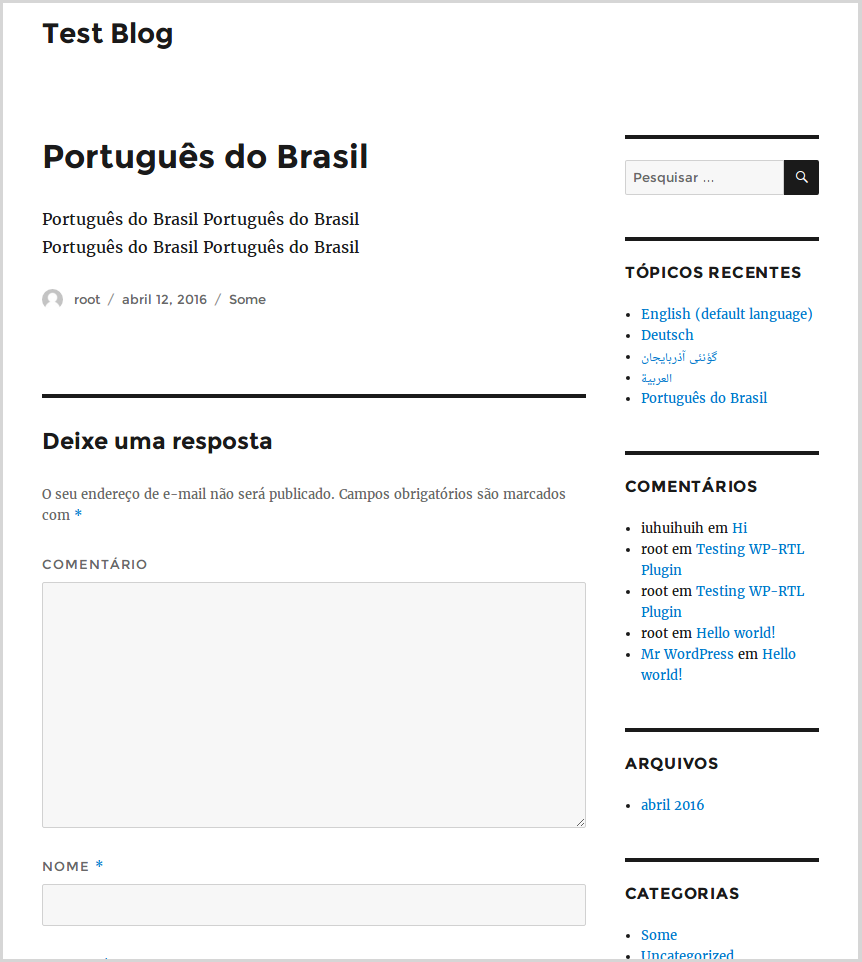 Test Blog
Português do Brasil
Português do Brasil Português do Brasil
Português do Brasil Português do Brasil
root / abril 12, 2016 / Some
Deixe uma resposta
O seu endereço de e-mail não será publicado. Campos obrigatórios são marcados
com *
COMENTÁRIO
NOME *
Pesquisar ...
TÓPICOS RECENTES
English (default language)
Deutsch
گؤنئی آذربایجان
العربية
Português do Brasil
COMENTÁRIOS
iuhuihuih em Hi
root em Testing WP-RTL
Plugin
root em Testing WP-RTL
Plugin
root em Hello world!
Mr WordPress em Hello
world!
ARQUIVOS
abril 2016
CATEGORIAS
Some
Uncategorized